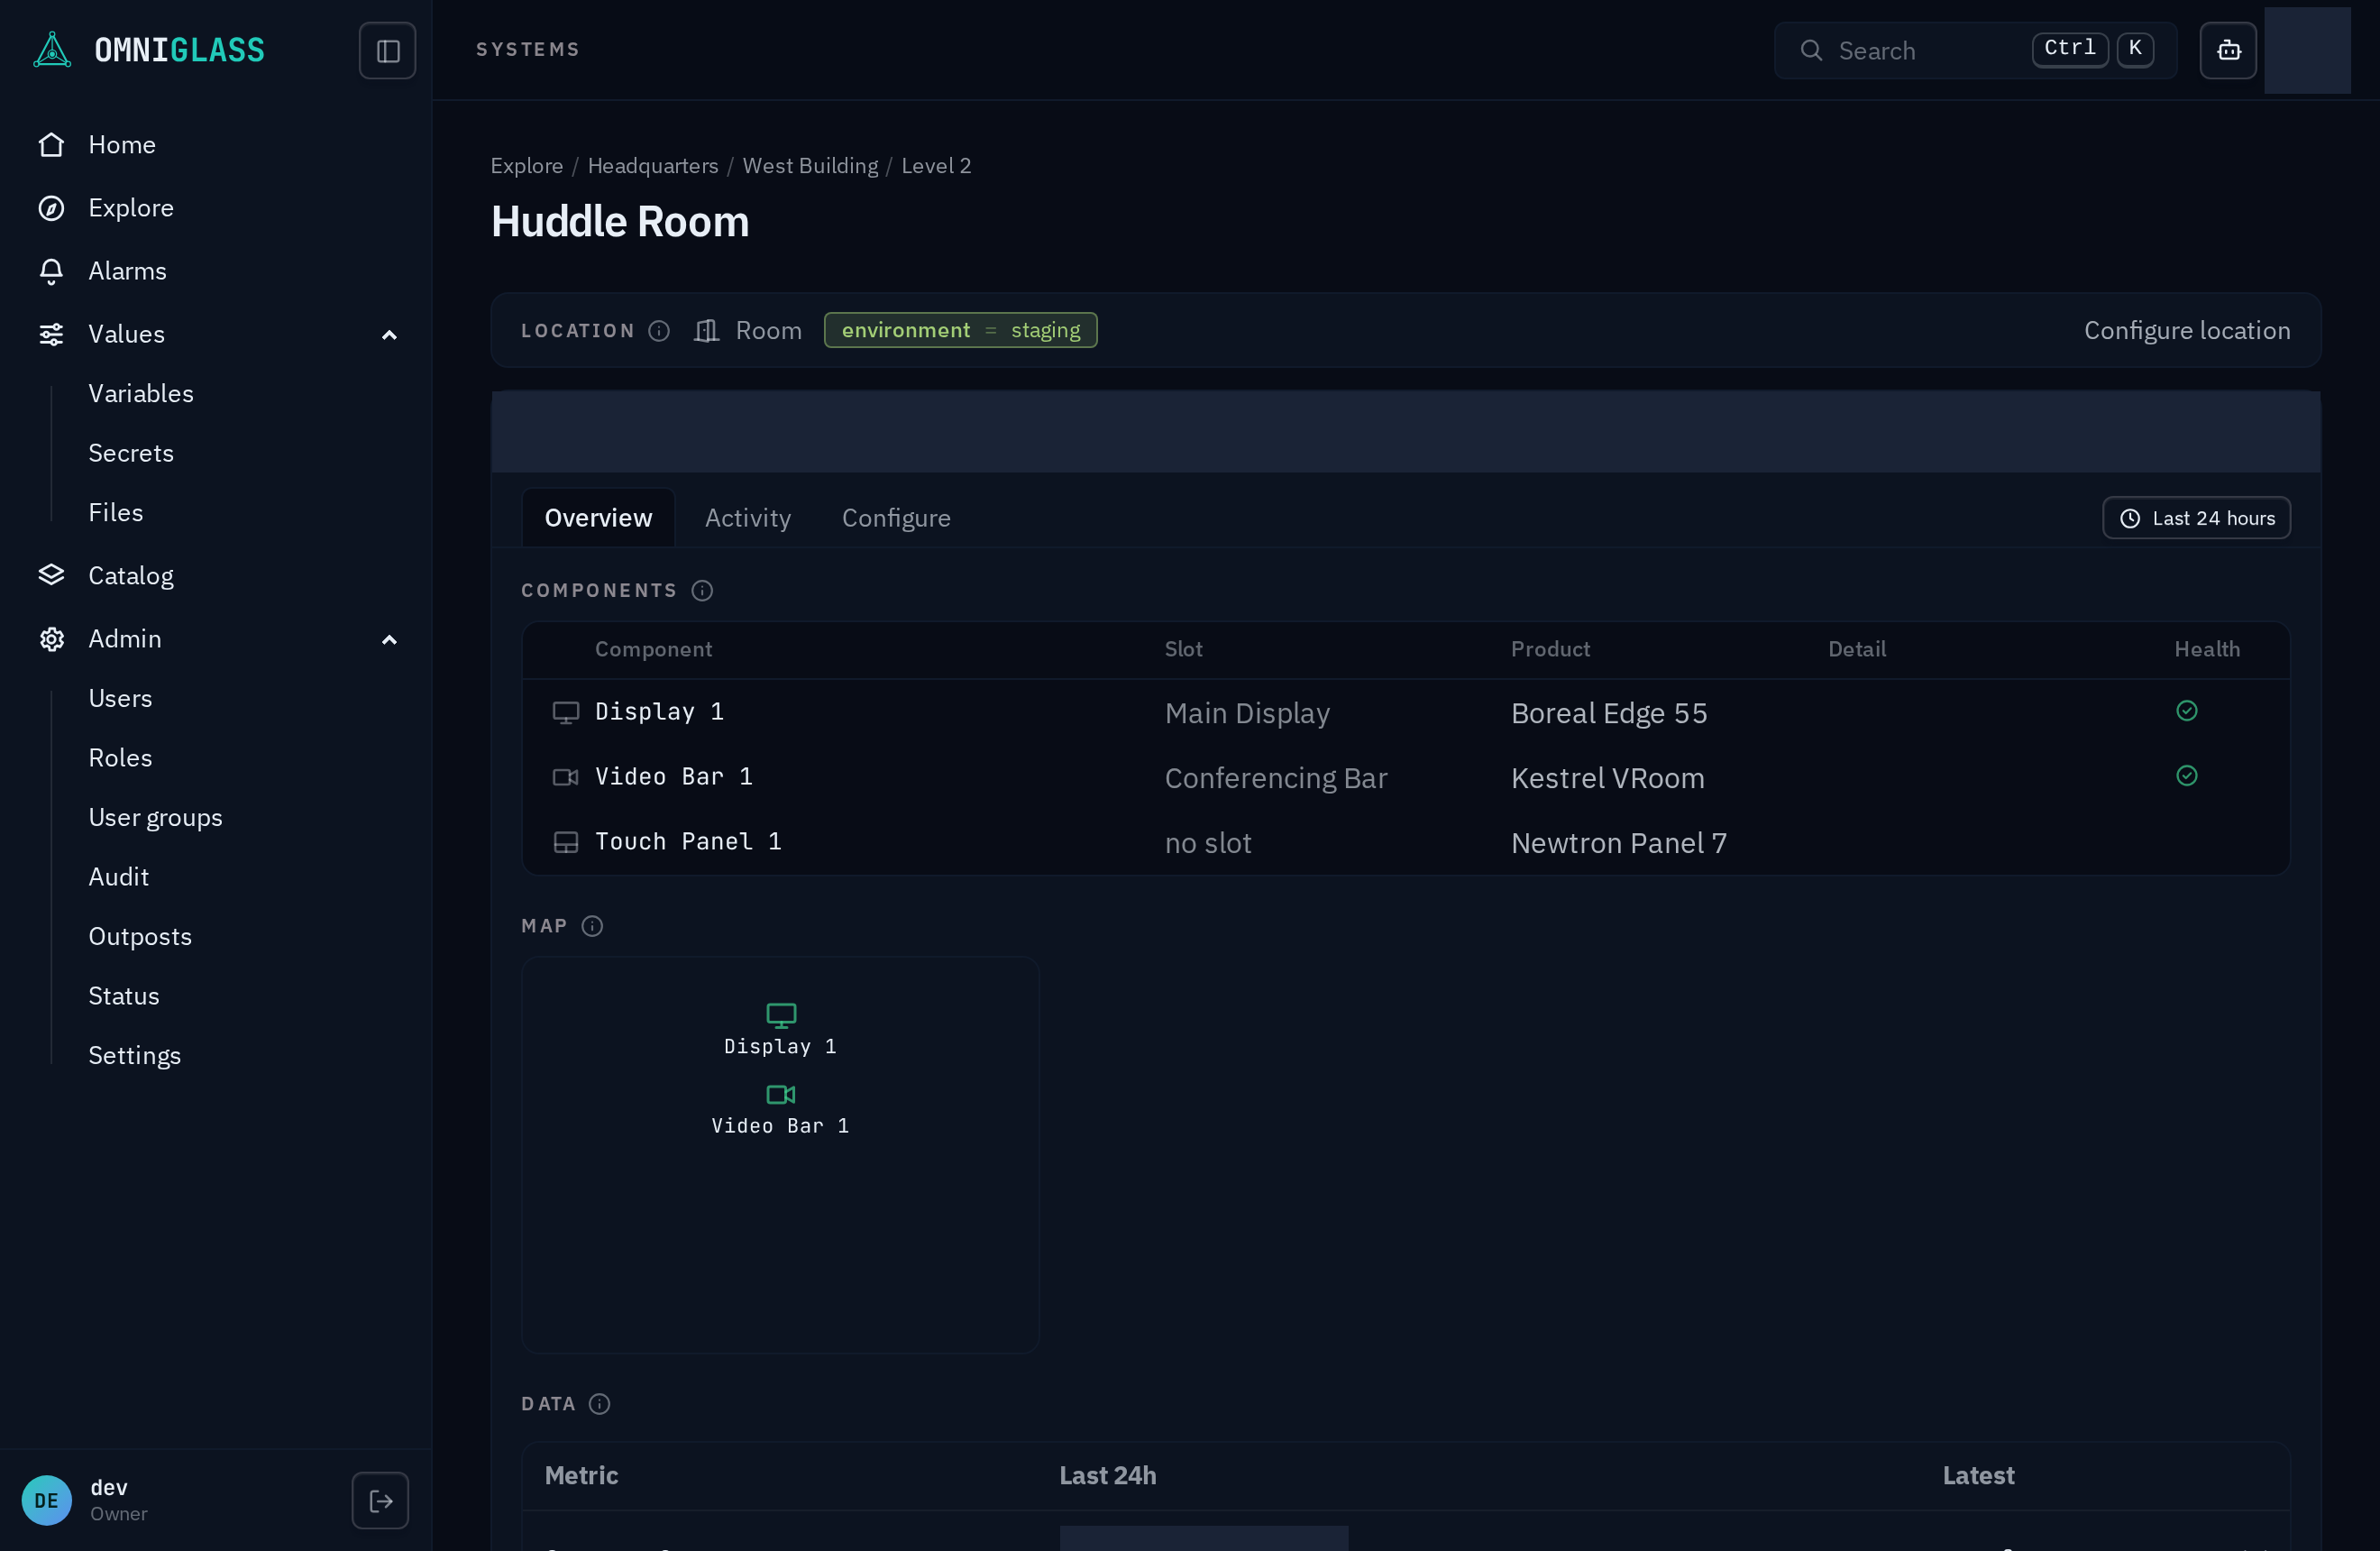 OMNIGLASS
SYSTEMS
Search
Ctrl K
Home
Explore
Alarms
Values
Variables
Secrets
Files
Catalog
Admin
Users
Roles
User groups
Audit
Outposts
Status
Settings
DE
dev
Owner
Explore / Headquarters / West Building / Level 2
Huddle Room
LOCATION Room environment = staging Configure location
Overview Activity Configure Last 24 hours
COMPONENTS
Component Slot Product Detail Health
Display 1 Main Display Boreal Edge 55
Video Bar 1 Conferencing Bar Kestrel VRoom
Touch Panel 1 no slot Newtron Panel 7
MAP
Display 1
Video Bar 1
DATA
Metric Last 24h Latest